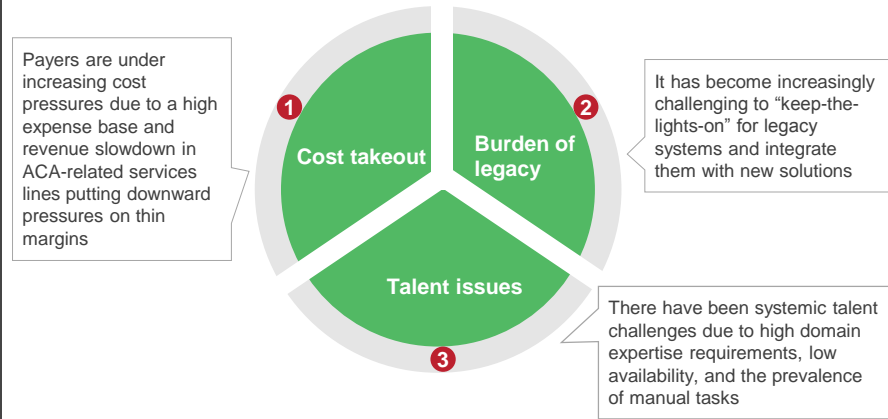 Payers are under
increasing cost
pressures due to a high
expense base and
revenue slowdown in
ACA-related services
lines putting downward
pressures on thin
margins
1
Cost takeout
2
Burden of
legacy
It has become increasingly
challenging to “keep-the-
lights-on” for legacy
systems and integrate
them with new solutions
Talent issues
3
There have been systemic talent
challenges due to high domain
expertise requirements, low
availability, and the prevalence
of manual tasks